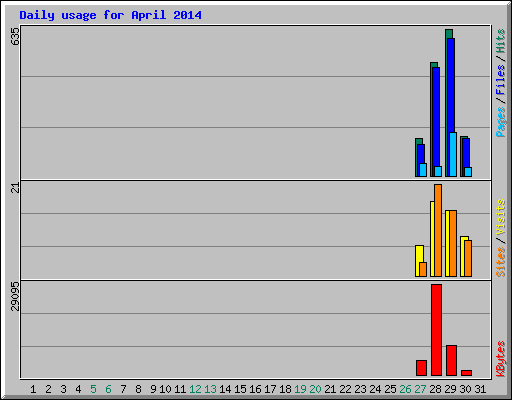 Daily usage for April 2014
635
Pages / Files / Hits
21
Sites / Visits
29095
KBytes
1 2 3 4 5 6 7 8 9 10 11 12 13 14 15 16 17 18 19 20 21 22 23 24 25 26 27 28 29 30 31